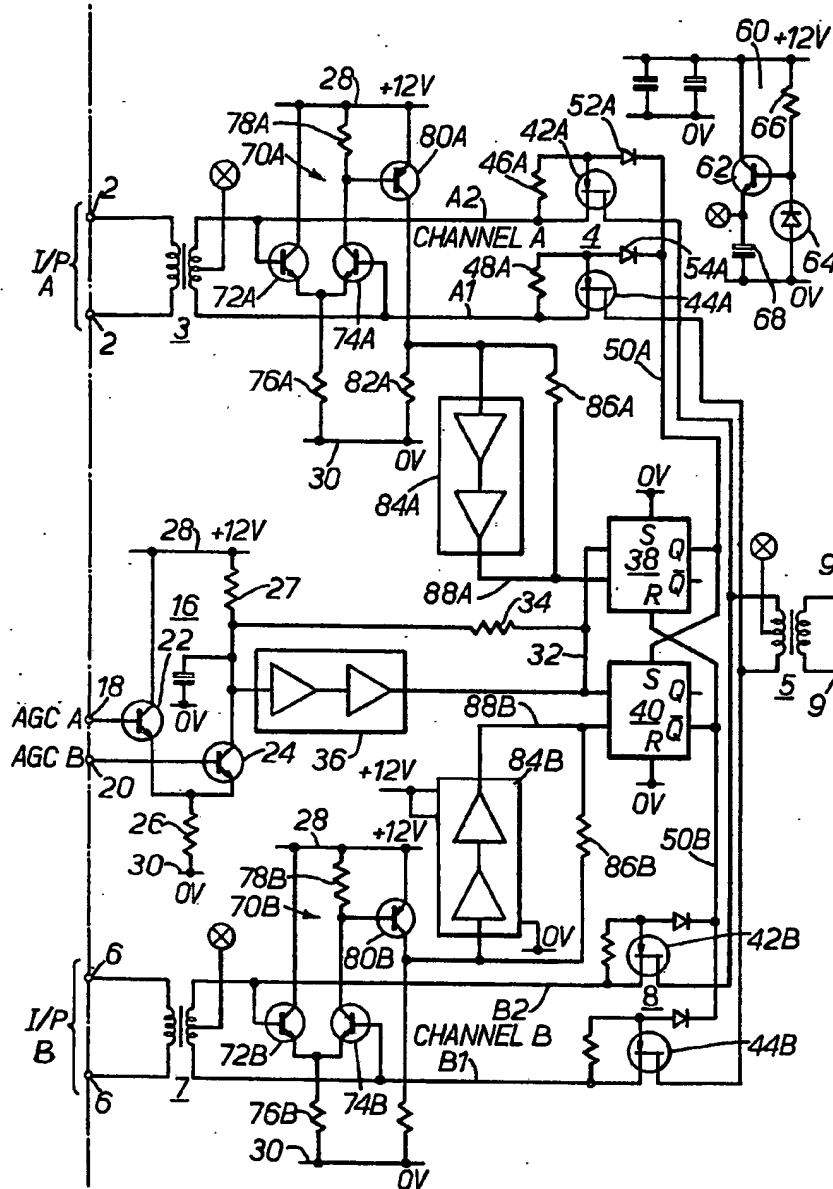 60 +12V
28 +12V
78A
52A
66
70A
80A
42A
0V
46A
62
2
A2
I/P A
CHANNEL A
4
64
72A
48A
54A
A1
44A
0V
2
3
74A
68
76A
82A
50A
86A
30
0V
84A
0V
28 +12V
S
Q
38
Q̅
R
27
88A
34
16
22
32
18
0V
S
Q
AGC A
40
Q̅
R
88B
5
9
9
AGC B
24
36
84B
20
+12V
0V
26
28 +12V
50B
30
0V
78B
86B
70B
80B
0V
42B
6
B2
8
I/P B
CHANNEL B
72B
B1
44B
6
7
74B
76B
30
0V